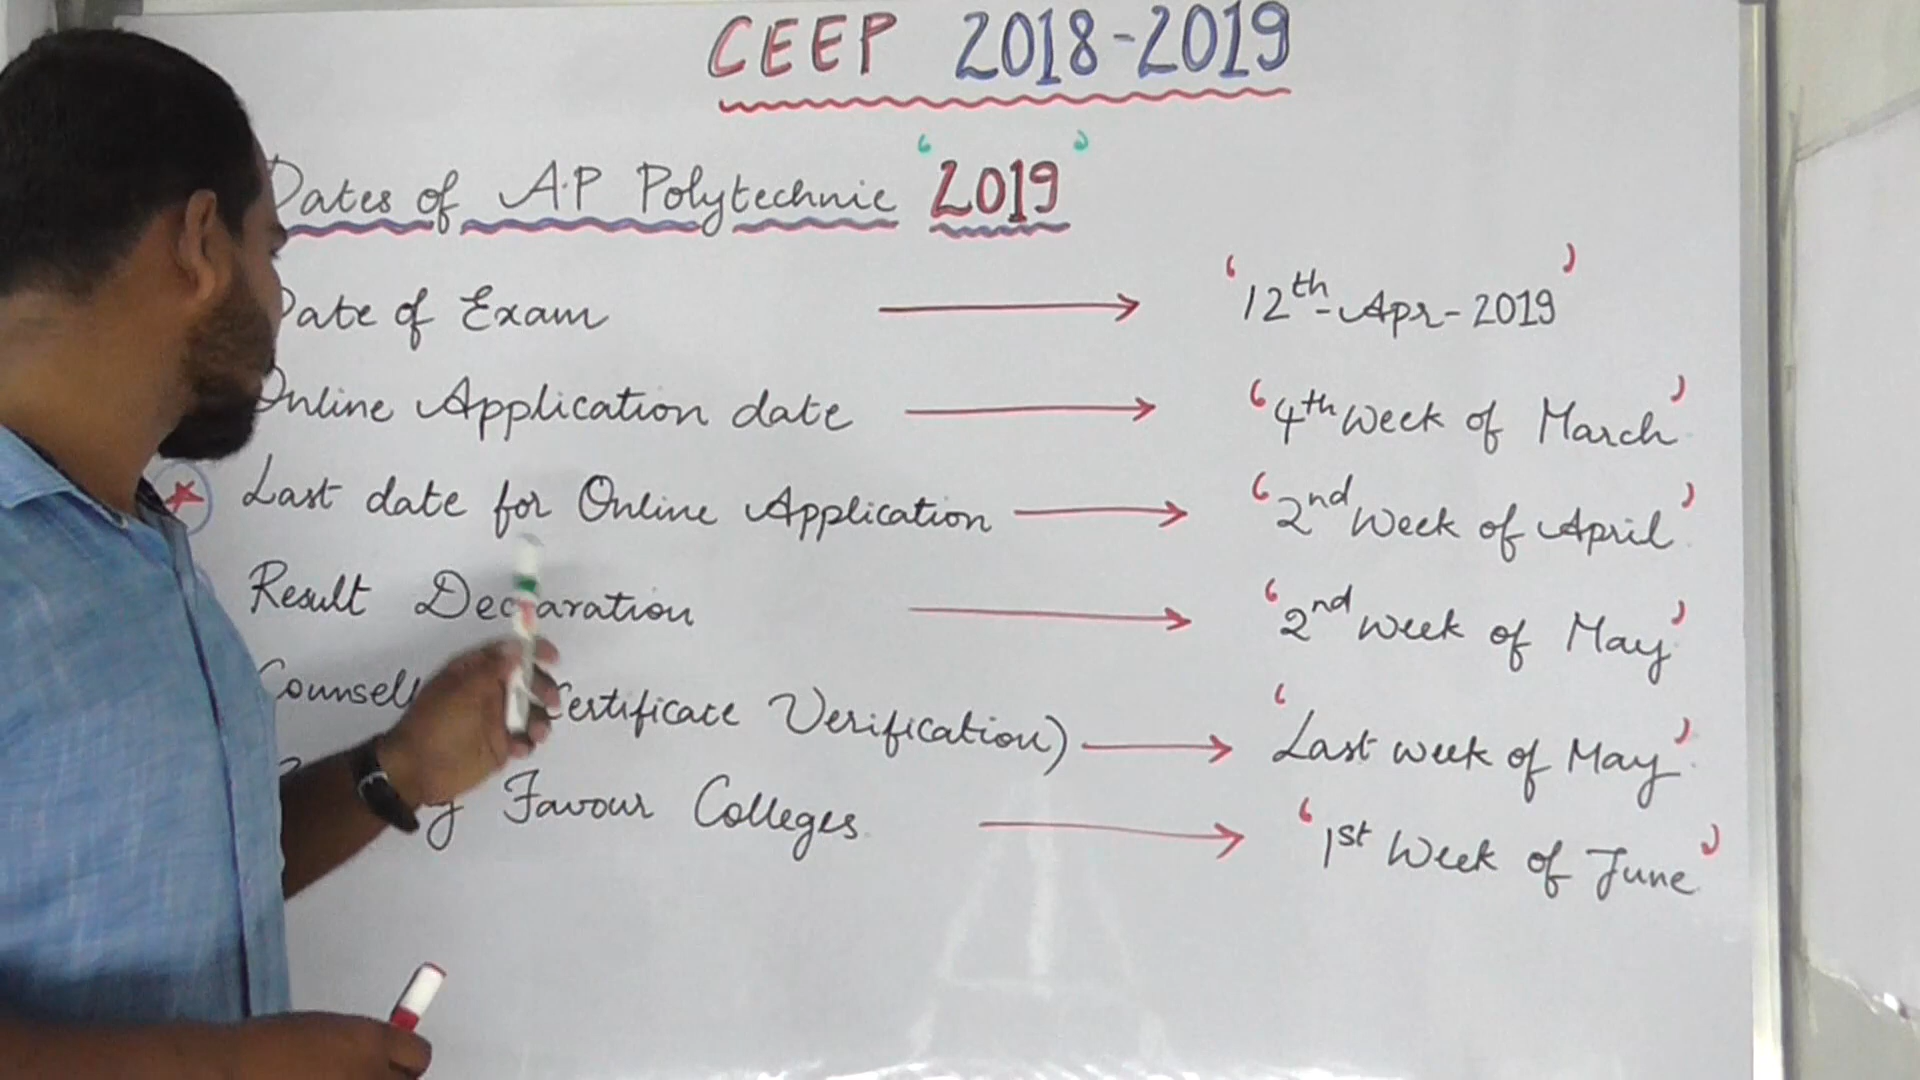 CEEP 2018-2019
Dates of A.P Polytechnic '2019'
Date of Exam → '12th-Apr-2019'
Online Application date → '4th Week of March'
Last date for Online Application → '2nd Week of April'
Result Declaration → '2nd Week of May'
Certificate Verification) → 'Last week of May'
Favour Colleges → '1st Week of June'